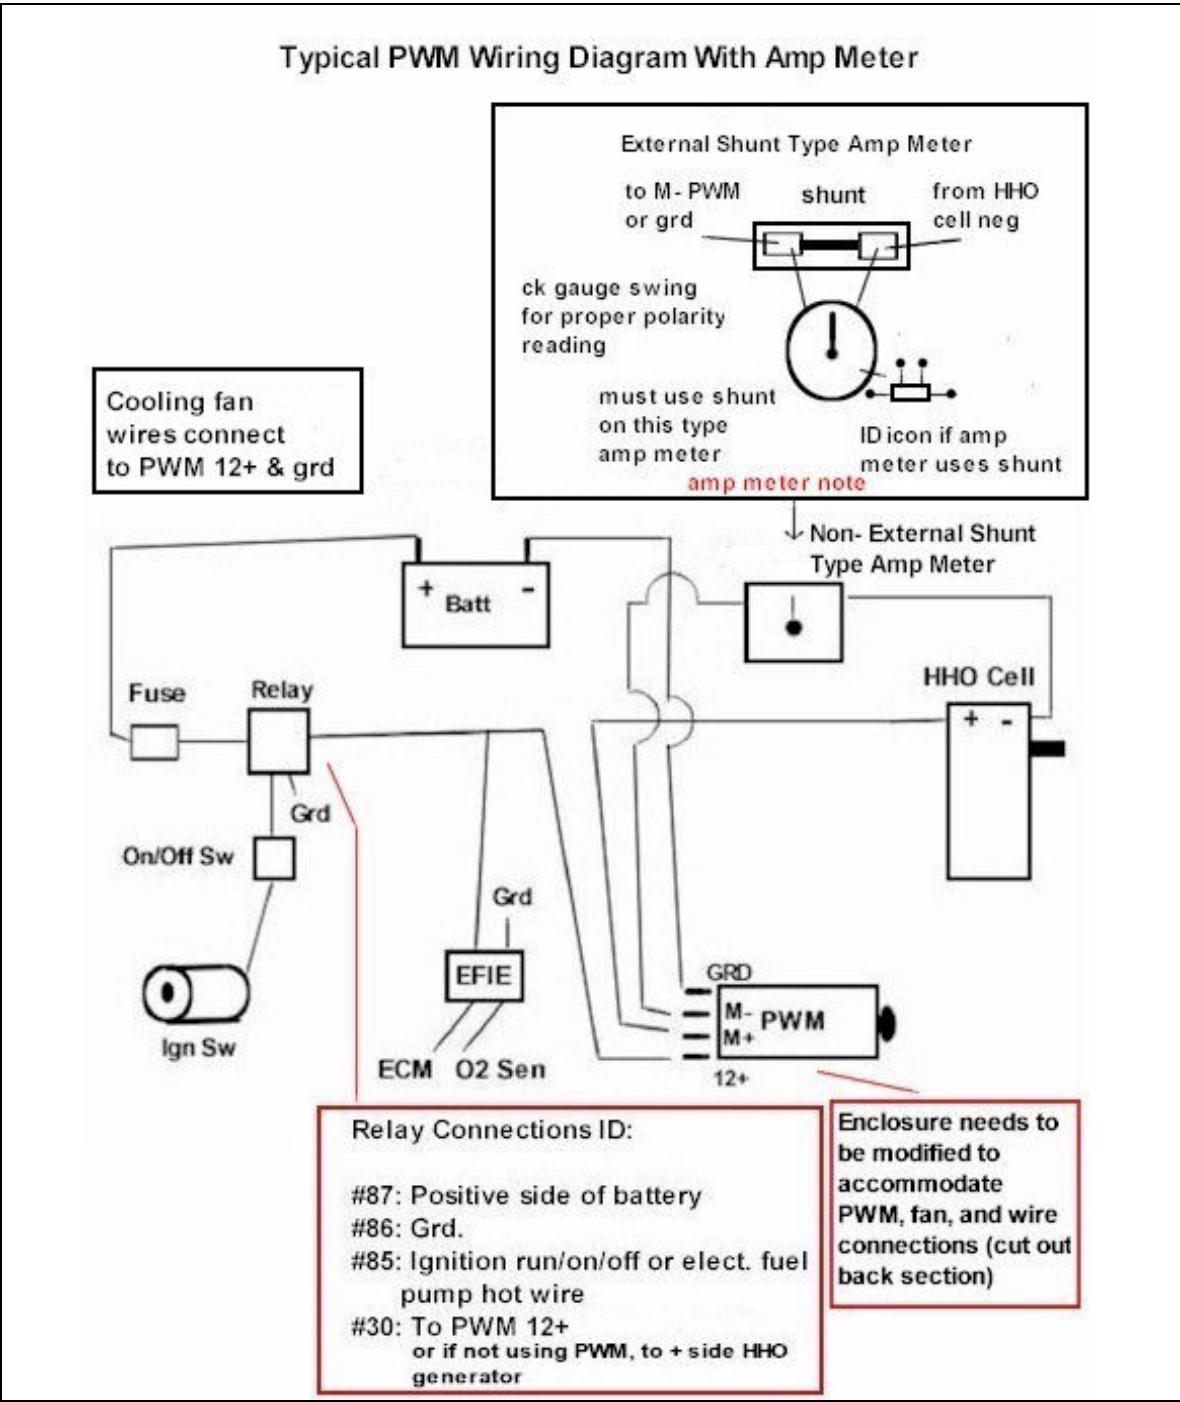 Typical PWM Wiring Diagram With Amp Meter
External Shunt Type Amp Meter
to M- PWM
or grd
shunt
from HHO
cell neg
ck gauge swing
for proper polarity
reading
must use shunt
on this type
amp meter
ID icon if amp
meter uses shunt
amp meter note
Cooling fan
wires connect
to PWM 12+ & grd
Non- External Shunt
Type Amp Meter
+ -
Batt
HHO Cell
+ -
Fuse
Relay
Grd
On/Off Sw
Ign Sw
Grd
EFIE
ECM
O2 Sen
GRD
M-
M+
PWM
12+
Relay Connections ID:
#87: Positive side of battery
#86: Grd.
#85: Ignition run/on/off or elect. fuel
pump hot wire
#30: To PWM 12+
or if not using PWM, to + side HHO
generator
Enclosure needs to
be modified to
accommodate
PWM, fan, and wire
connections (cut out
back section)